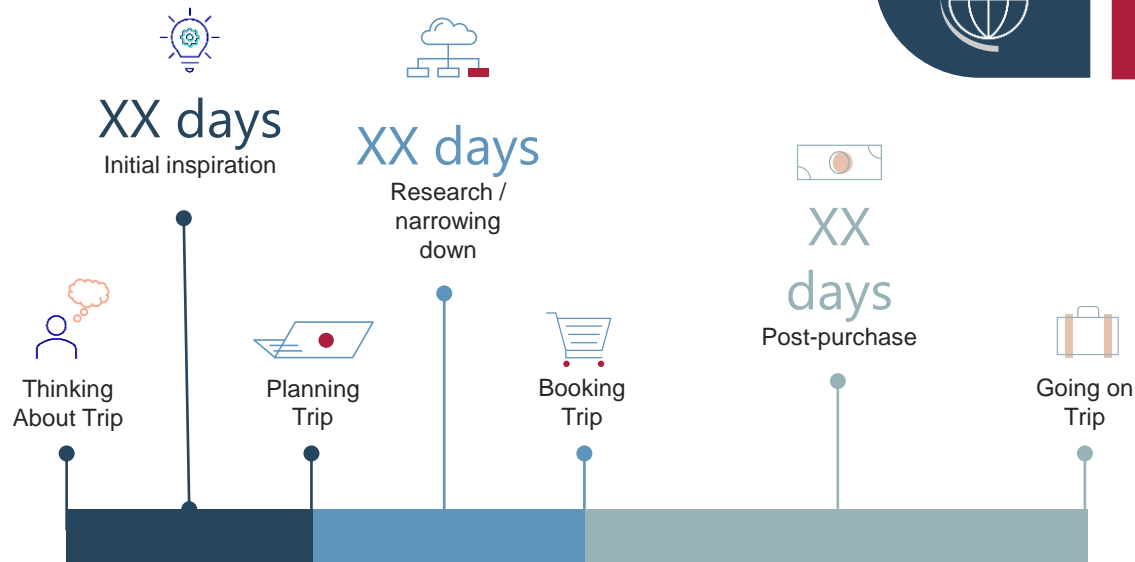 XX days
Initial inspiration
XX days
Research /
narrowing
down
XX
days
Post-purchase
Thinking
About Trip
Planning
Trip
Booking
Trip
Going on
Trip